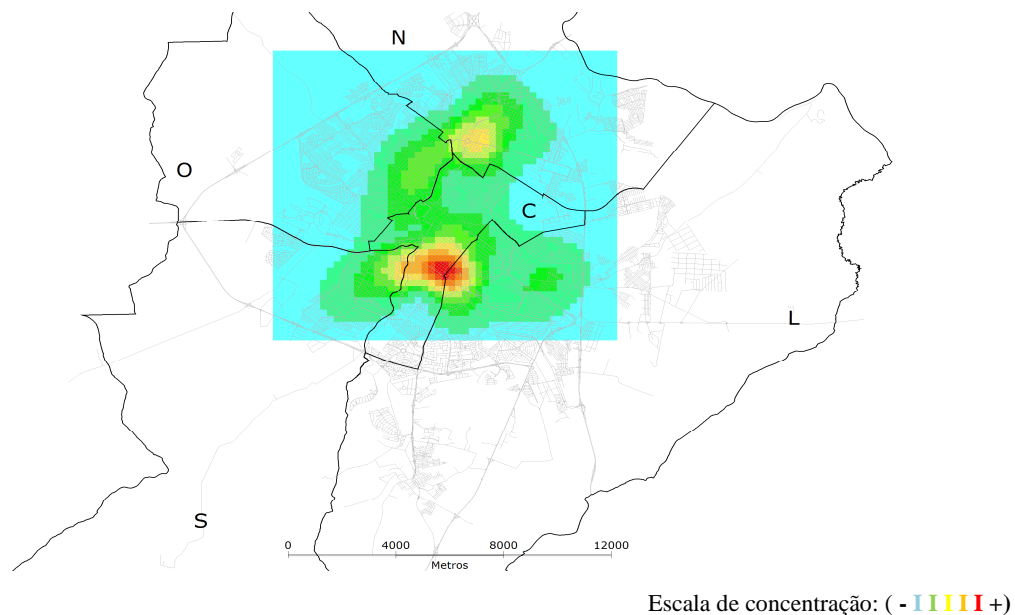 N
O
C
L
S
0 4000 8000 12000
Metros
Escala de concentração: ( - I I I I I +)